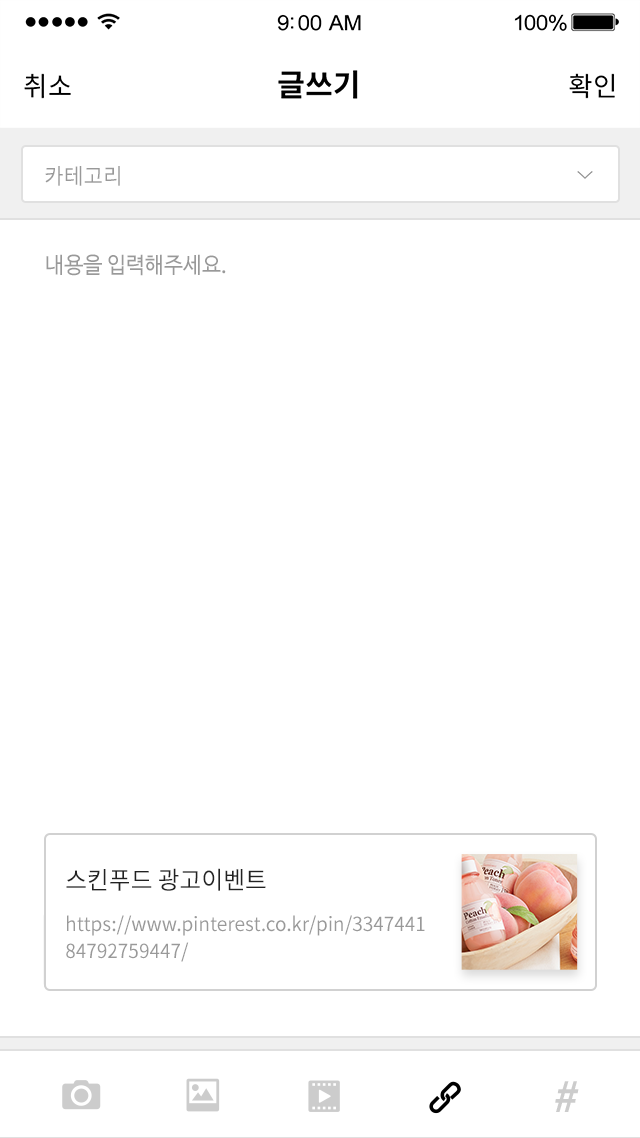 9:00 AM
100%
취소
글쓰기
확인
카테고리
내용을 입력해주세요.
스킨푸드 광고이벤트
https://www.pinterest.co.kr/pin/3347441
84792759447/
Peach
Peach
#